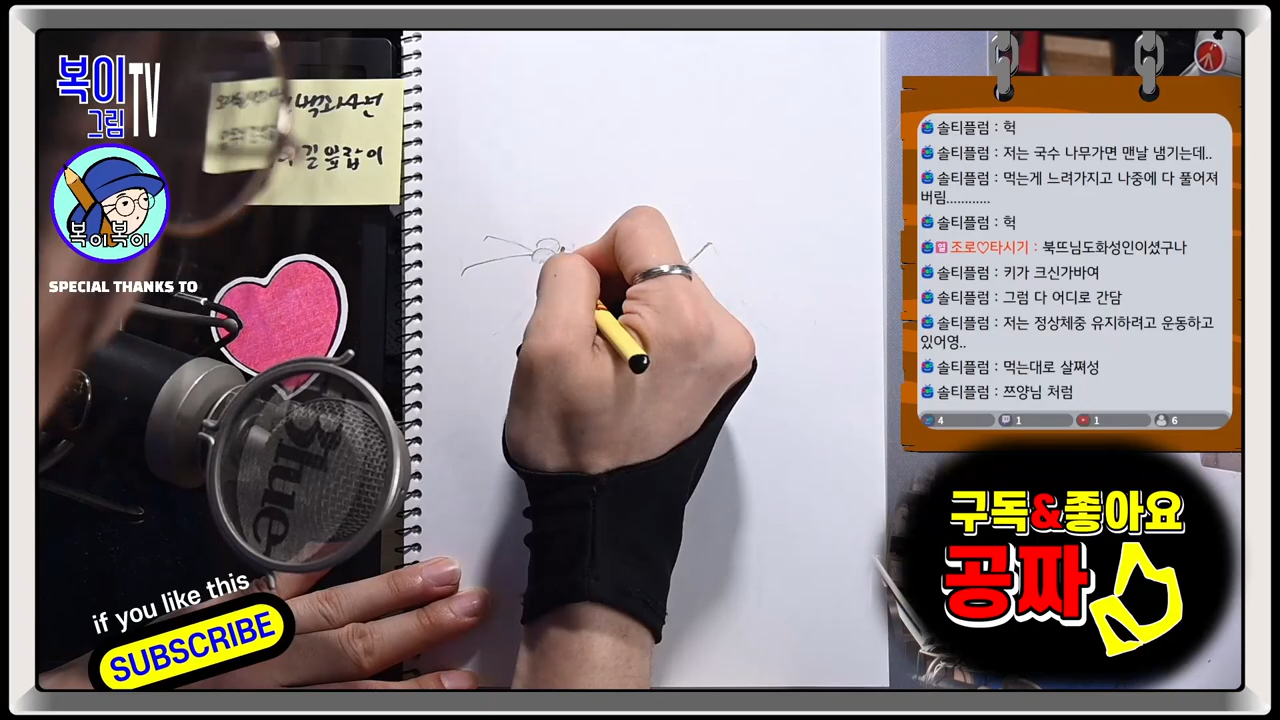 복이TV
그림
복이복이
SPECIAL THANKS TO
Blue
if you like this
SUBSCRIBE
솔티플럼 : 헉
솔티플럼 : 저는 국수 나무가면 맨날 냄기는데..
솔티플럼 : 먹는게 느려가지고 나중에 다 풀어져
버림............
솔티플럼 : 헉
열 조로♡타시기 : 북뜨님도화성인이셨구나
솔티플럼 : 키가 크신가바여
솔티플럼 : 그럼 다 어디로 간담
솔티플럼 : 저는 정상체중 유지하려고 운동하고
있어영..
솔티플럼 : 먹는대로 살쪄성
솔티플럼 : 쯔양님 처럼
4 1 1 6
구독&좋아요
공짜